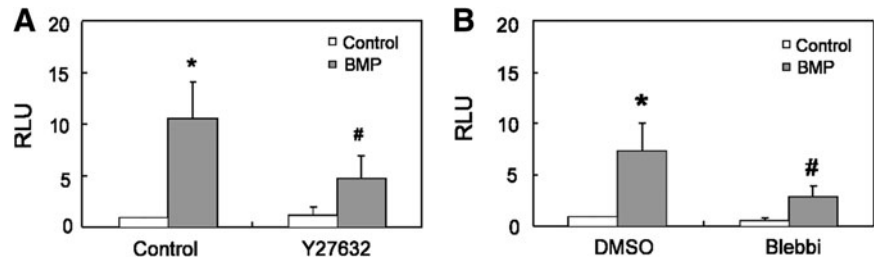 A
20
15
10
5
0
RLU
Control
BMP
*
#
Control
Y27632
B
20
15
10
5
0
RLU
Control
BMP
*
#
DMSO
Blebbi